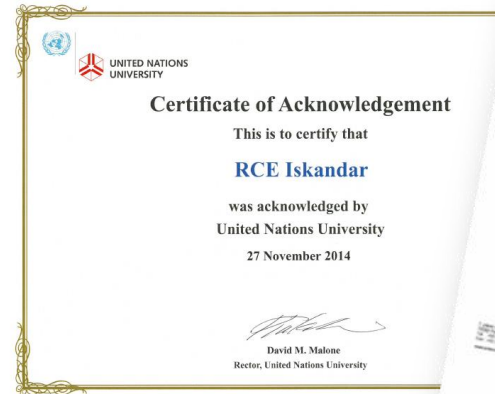 UNITED NATIONS
UNIVERSITY
Certificate of Acknowledgement
This is to certify that
RCE Iskandar
was acknowledged by
United Nations University
27 November 2014
David M. Malone
Rector, United Nations University